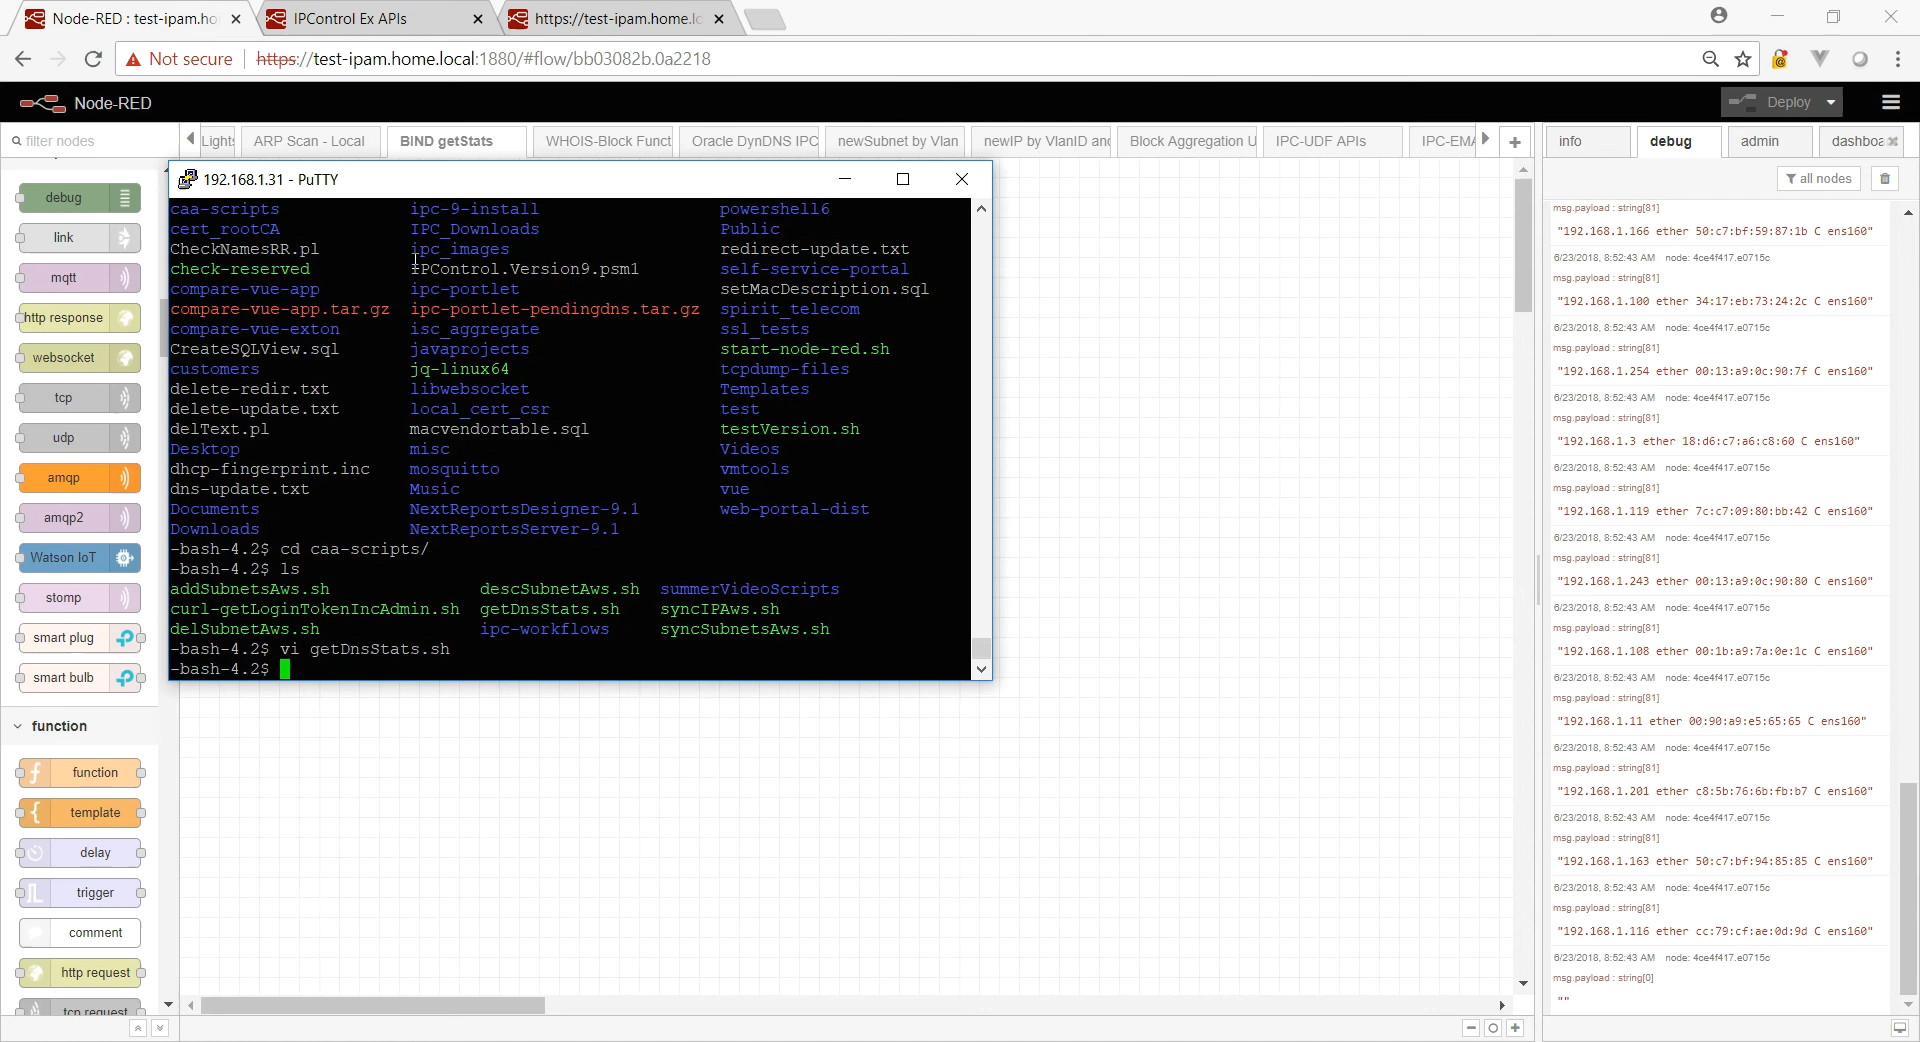 Node-RED : test-ipam.ho
IPControl Ex APIs
https://test-ipam.home.lo
Not secure
https://test-ipam.home.local:1880/#flow/bb03082b.0a2218
Node-RED
Deploy
filter nodes
Lights
ARP Scan - Local
BIND getStats
WHOIS-Block Funct
Oracle DynDNS IPC
newSubnet by Vlan
newIP by VlanID and
Block Aggregation U
IPC-UDF APIs
IPC-EMA
info
debug
admin
dashboa
all nodes
debug
link
mqtt
http response
websocket
tcp
udp
amqp
amqp2
Watson IoT
stomp
smart plug
smart bulb
function
function
template
delay
trigger
comment
http request
tcp request
192.168.1.31 - PuTTY
caa-scripts ipc-9-install powershell6
cert_rootCA IPC_Downloads Public
CheckNamesRR.pl ipc_images redirect-update.txt
check-reserved IPControl.Version9.psm1 self-service-portal
compare-vue-app ipc-portlet setMacDescription.sql
compare-vue-app.tar.gz ipc-portlet-pendingdns.tar.gz spirit_telecom
compare-vue-exton isc_aggregate ssl_tests
CreateSQLView.sql javaprojects start-node-red.sh
customers jq-linux64 tcpdump-files
delete-redir.txt libwebsocket Templates
delete-update.txt local_cert_csr test
delText.pl macvendortable.sql testVersion.sh
Desktop misc Videos
dhcp-fingerprint.inc mosquitto vmtools
dns-update.txt Music vue
Documents NextReportsDesigner-9.1 web-portal-dist
Downloads NextReportsServer-9.1
-bash-4.2$ cd caa-scripts/
-bash-4.2$ ls
addSubnetsAws.sh descSubnetAws.sh summerVideoScripts
curl-getLoginTokenIncAdmin.sh getDnsStats.sh syncIPAws.sh
delSubnetAws.sh ipc-workflows syncSubnetsAws.sh
-bash-4.2$ vi getDnsStats.sh
-bash-4.2$
msg.payload : string[81]
"192.168.1.166 ether 50:c7:bf:59:87:1b C ens160"
6/23/2018, 8:52:43 AM node: 4ce4f417.e0715c
msg.payload : string[81]
"192.168.1.100 ether 34:17:eb:73:24:2c C ens160"
6/23/2018, 8:52:43 AM node: 4ce4f417.e0715c
msg.payload : string[81]
"192.168.1.254 ether 00:13:a9:0c:90:7f C ens160"
6/23/2018, 8:52:43 AM node: 4ce4f417.e0715c
msg.payload : string[81]
"192.168.1.3 ether 18:d6:c7:a6:c8:60 C ens160"
6/23/2018, 8:52:43 AM node: 4ce4f417.e0715c
msg.payload : string[81]
"192.168.1.119 ether 7c:c7:09:80:bb:42 C ens160"
6/23/2018, 8:52:43 AM node: 4ce4f417.e0715c
msg.payload : string[81]
"192.168.1.243 ether 00:13:a9:0c:90:80 C ens160"
6/23/2018, 8:52:43 AM node: 4ce4f417.e0715c
msg.payload : string[81]
"192.168.1.108 ether 00:1b:a9:7a:0e:1c C ens160"
6/23/2018, 8:52:43 AM node: 4ce4f417.e0715c
msg.payload : string[81]
"192.168.1.11 ether 00:90:a9:e5:65:65 C ens160"
6/23/2018, 8:52:43 AM node: 4ce4f417.e0715c
msg.payload : string[81]
"192.168.1.201 ether c8:5b:76:6b:fb:b7 C ens160"
6/23/2018, 8:52:43 AM node: 4ce4f417.e0715c
msg.payload : string[81]
"192.168.1.163 ether 50:c7:bf:94:85:85 C ens160"
6/23/2018, 8:52:43 AM node: 4ce4f417.e0715c
msg.payload : string[81]
"192.168.1.116 ether cc:79:cf:ae:0d:9d C ens160"
6/23/2018, 8:52:43 AM node: 4ce4f417.e0715c
msg.payload : string[0]
""